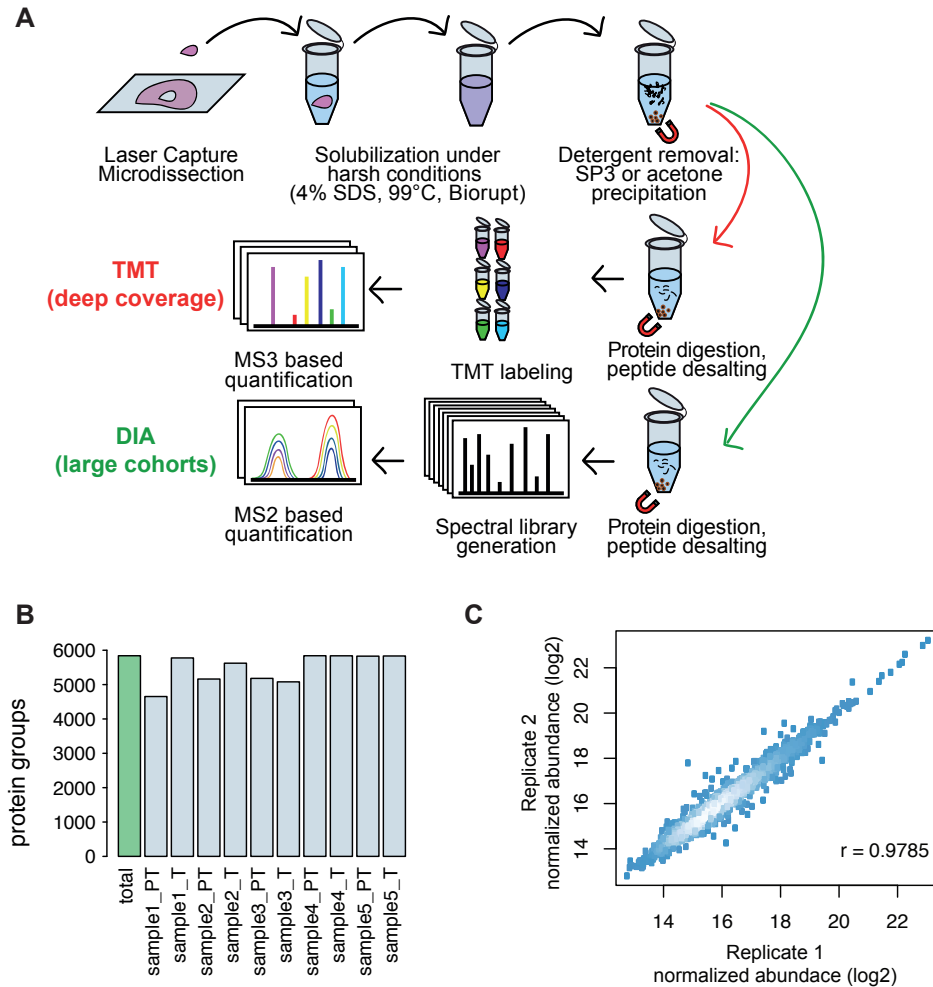 A
Laser Capture
Microdissection
Solubilization under
harsh conditions
(4% SDS, 99°C, Biorupt)
Detergent removal:
SP3 or acetone
precipitation
TMT
(deep coverage)
MS3 based
quantification
TMT labeling
Protein digestion,
peptide desalting
DIA
(large cohorts)
MS2 based
quantification
Spectral library
generation
Protein digestion,
peptide desalting
B
protein groups
6000
5000
4000
3000
2000
1000
0
total
sample1_PT
sample1_T
sample2_PT
sample2_T
sample3_PT
sample3_T
sample4_PT
sample4_T
sample5_PT
sample5_T
C
Replicate 2
normalized abundance (log2)
22
20
18
16
14
r = 0.9785
14 16 18 20 22
Replicate 1
normalized abundace (log2)